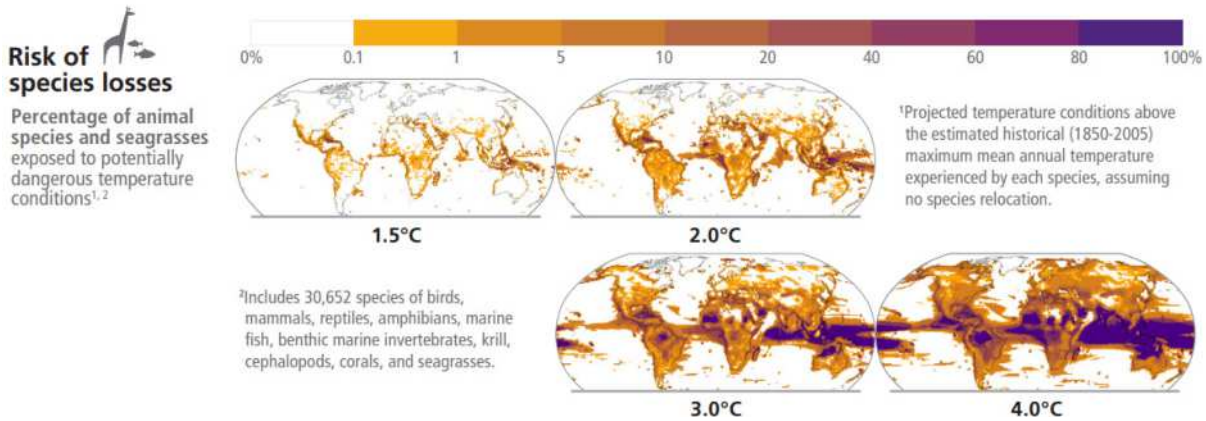 Risk of
species losses
Percentage of animal
species and seagrasses
exposed to potentially
dangerous temperature
conditions1, 2
0% 0.1 1 5 10 20 40 60 80 100%
1.5°C
2.0°C
¹Projected temperature conditions above
the estimated historical (1850-2005)
maximum mean annual temperature
experienced by each species, assuming
no species relocation.
²Includes 30,652 species of birds,
mammals, reptiles, amphibians, marine
fish, benthic marine invertebrates, krill,
cephalopods, corals, and seagrasses.
3.0°C
4.0°C